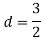 d = 3/2